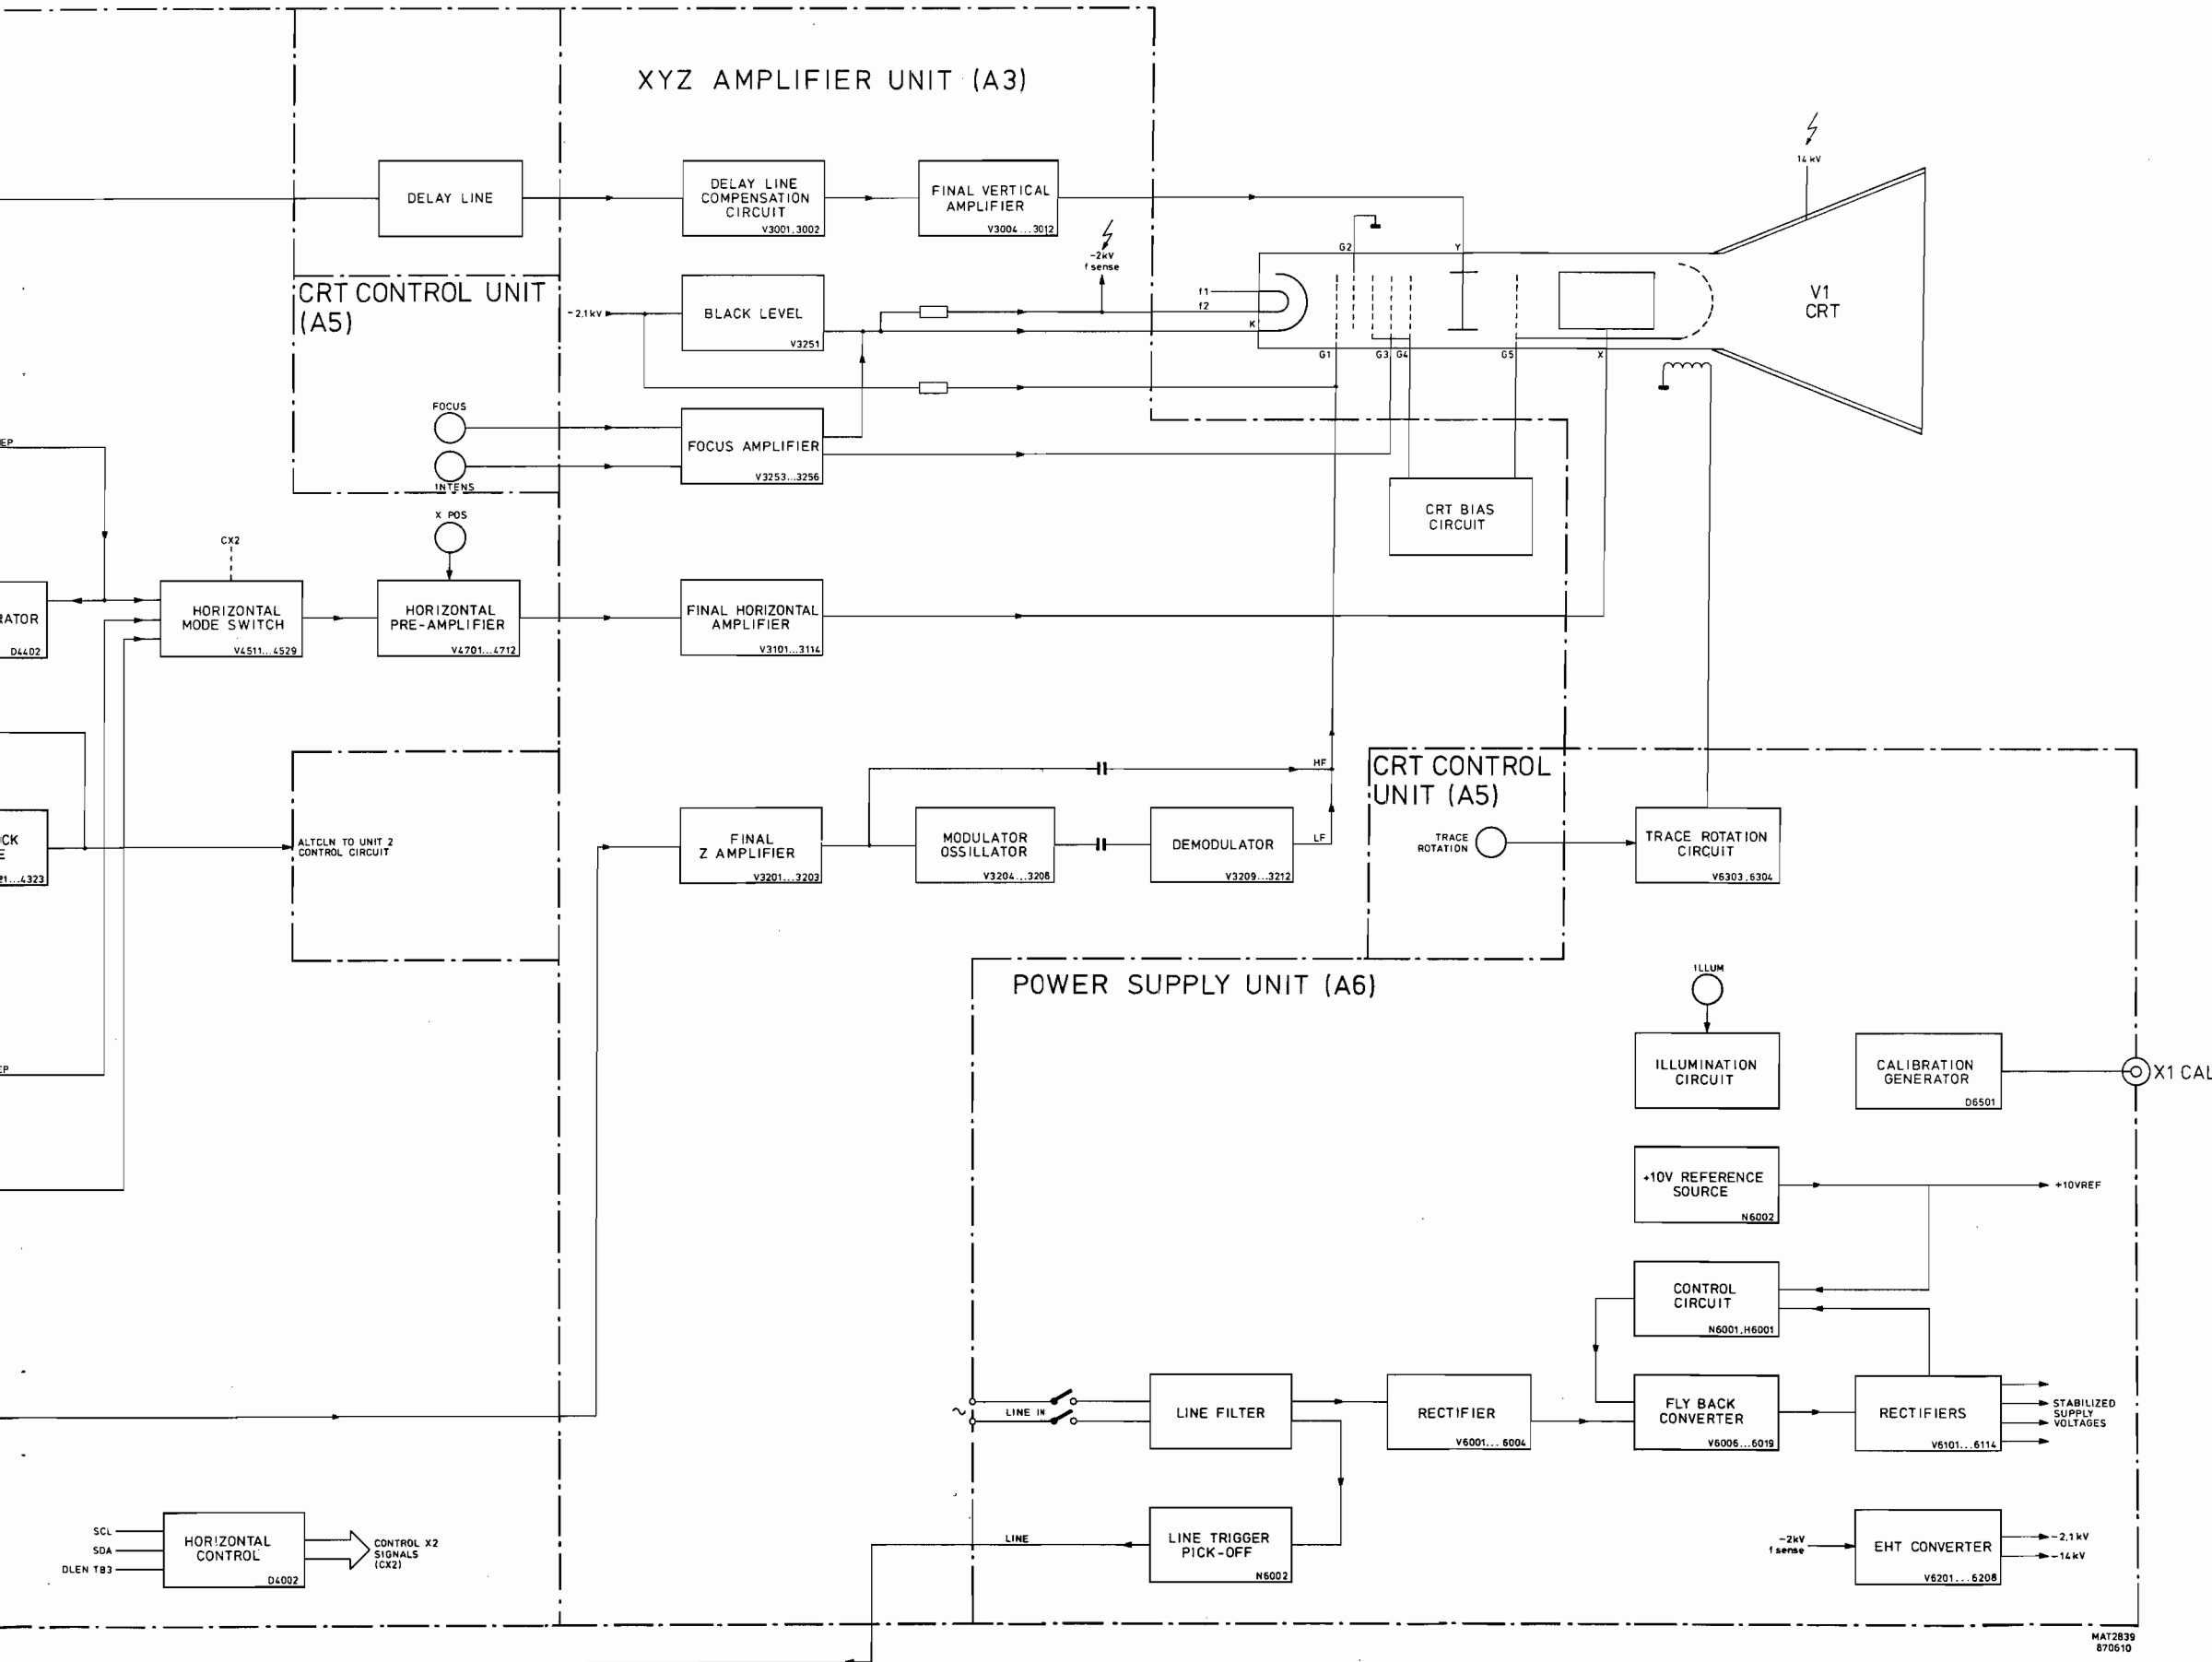 XYZ AMPLIFIER UNIT (A3)
14 kV
DELAY LINE
DELAY LINE
COMPENSATION
CIRCUIT
V3001,3002
FINAL VERTICAL
AMPLIFIER
V3004...3012
-2kV
f sense
G2
Y
CRT CONTROL UNIT
(A5)
-2,1kV
BLACK LEVEL
V3251
f1
f2
K
G1
G3
G4
G5
X
V1
CRT
FOCUS
INTENS
FOCUS AMPLIFIER
V3253...3256
EP
CRT BIAS
CIRCUIT
X POS
CX2
RATOR
D4402
HORIZONTAL
MODE SWITCH
V4511...4529
HORIZONTAL
PRE-AMPLIFIER
V4701...4712
FINAL HORIZONTAL
AMPLIFIER
V3101...3114
HF
LF
CRT CONTROL
UNIT (A5)
CK
E
21...4323
ALTCLN TO UNIT 2
CONTROL CIRCUIT
FINAL
Z AMPLIFIER
V3201...3203
MODULATOR
OSSILLATOR
V3204...3208
DEMODULATOR
V3209...3212
TRACE
ROTATION
TRACE ROTATION
CIRCUIT
V6303,6304
POWER SUPPLY UNIT (A6)
ILLUM
ILLUMINATION
CIRCUIT
CALIBRATION
GENERATOR
D6501
X1 CAL
EP
+10V REFERENCE
SOURCE
N6002
+10VREF
CONTROL
CIRCUIT
N6001,H6001
LINE IN
LINE FILTER
RECTIFIER
V6001...6004
FLY BACK
CONVERTER
V6006...6019
RECTIFIERS
V6101...6114
STABILIZED
SUPPLY
VOLTAGES
SCL
SDA
DLEN TB3
HORIZONTAL
CONTROL
D4002
CONTROL X2
SIGNALS
(CX2)
LINE
LINE TRIGGER
PICK-OFF
N6002
-2kV
f sense
EHT CONVERTER
V6201...6208
-2,1 kV
-14kV
MAT2839
870610